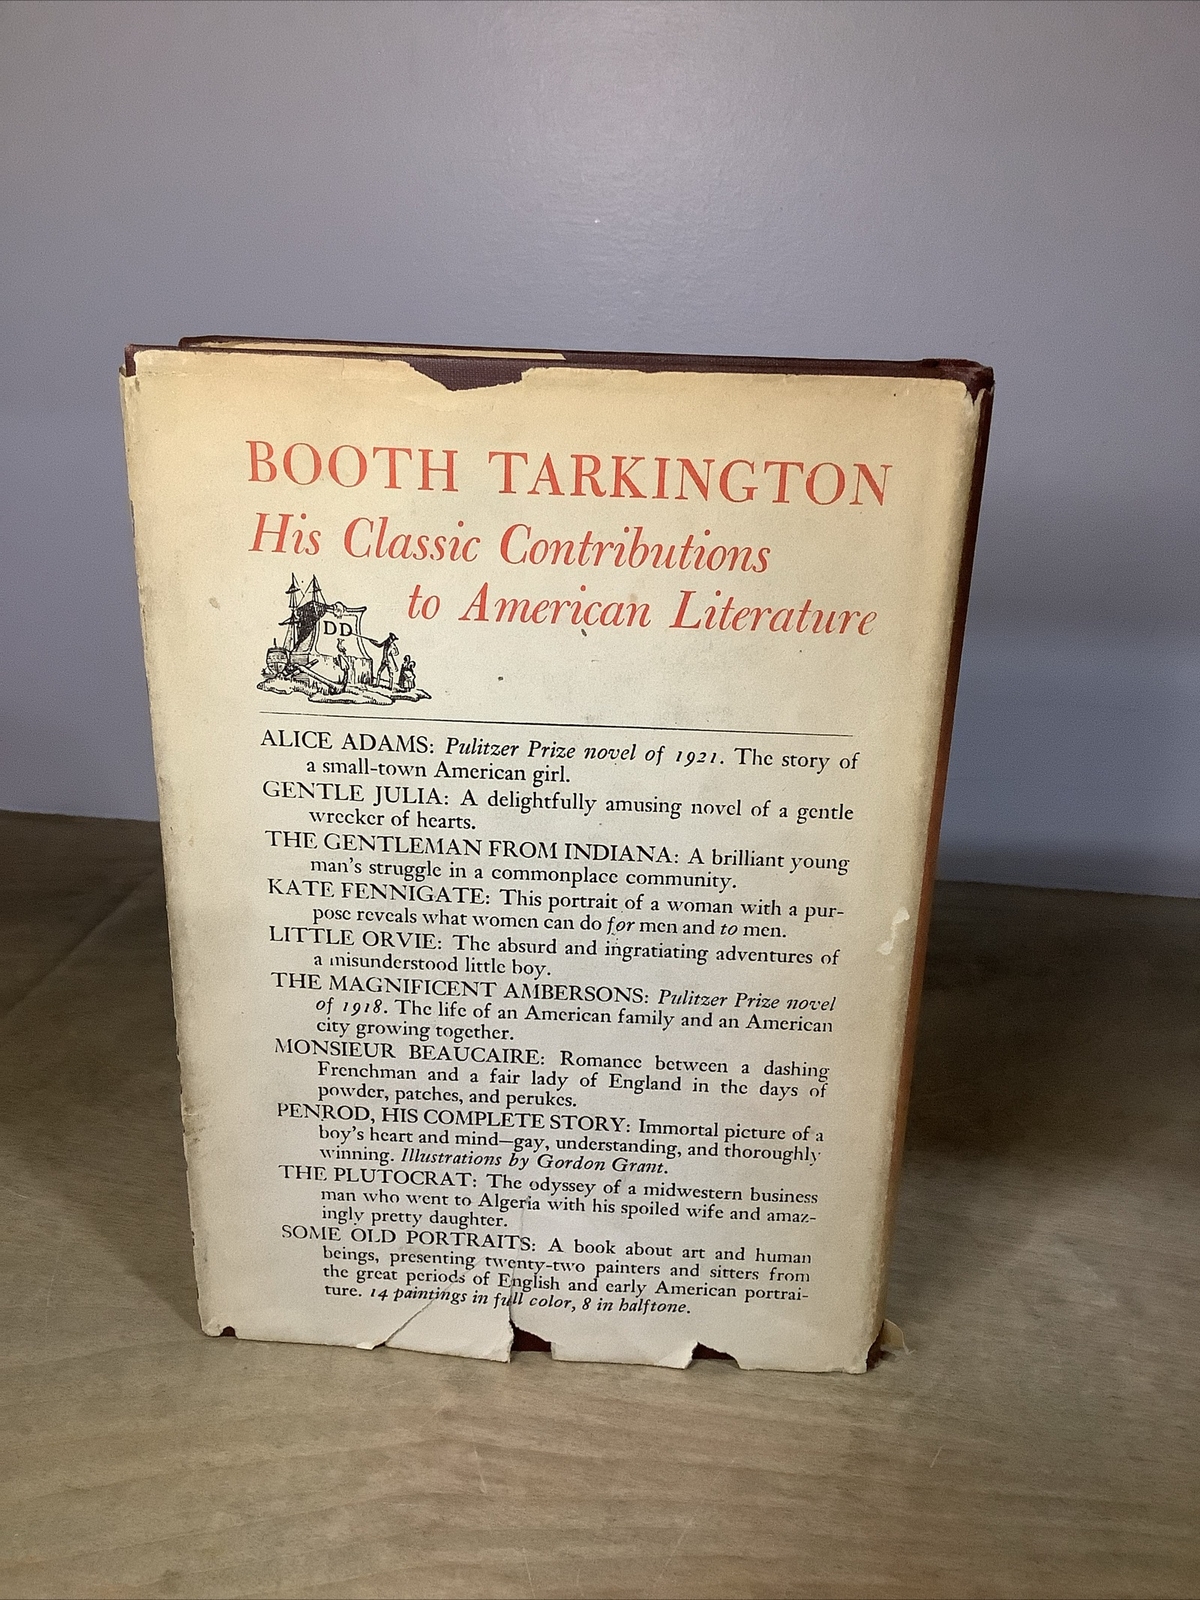 BOOTH TARKINGTON
His Classic Contributions
to American Literature
DD
ALICE ADAMS: Pulitzer Prize novel of 1921. The story of
a small-town American girl.
GENTLE JULIA: A delightfully amusing novel of a gentle
wrecker of hearts.
THE GENTLEMAN FROM INDIANA: A brilliant young
man's struggle in a commonplace community.
KATE FENNIGATE: This portrait of a woman with a pur-
pose reveals what women can do for men and to men.
LITTLE ORVIE: The absurd and ingratiating adventures of
a misunderstood little boy.
THE MAGNIFICENT AMBERSONS: Pulitzer Prize novel
of 1918. The life of an American family and an American
city growing together.
MONSIEUR BEAUCAIRE: Romance between a dashing
Frenchman and a fair lady of England in the days of
powder, patches, and perukes.
PENROD, HIS COMPLETE STORY: Immortal picture of a
boy's heart and mind—gay, understanding, and thoroughly
winning. Illustrations by Gordon Grant.
THE PLUTOCRAT: The odyssey of a midwestern business
man who went to Algeria with his spoiled wife and amaz-
ingly pretty daughter.
SOME OLD PORTRAITS: A book about art and human
beings, presenting twenty-two painters and sitters from
the great periods of English and early American portrai-
ture. 14 paintings in full color, 8 in halftone.